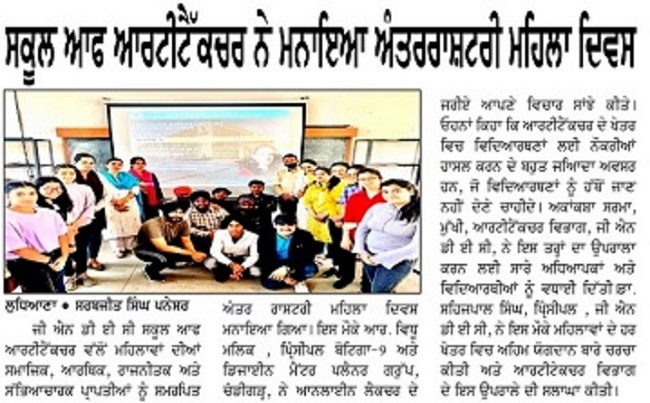 ਸਕੂਲ ਆਫ ਆਰਟੀਟੈੱਕਚਰ ਨੇ ਮਨਾਇਆ ਅੰਤਰਰਾਸ਼ਟਰੀ ਮਹਿਲਾ ਦਿਵਸ
ਲੁਧਿਆਣਾ • ਸਰਬਜੀਤ ਸਿੰਘ ਪਨੇਸਰ
ਜੀ ਐਨ ਡੀ ਈ ਸੀ ਸਕੂਲ ਆਫ
ਆਰਟੀਟੈੱਕਚਰ ਵੱਲੋਂ ਮਹਿਲਾਵਾਂ ਦੀਆਂ
ਸਮਾਜਿਕ, ਆਰਥਿਕ, ਰਾਜਨੀਤਕ ਅਤੇ
ਸੱਭਿਆਚਾਰਕ ਪ੍ਰਾਪਤੀਆਂ ਨੂੰ ਸਮਰਪਿਤ
ਅੰਤਰ ਰਾਸ਼ਟਰੀ ਮਹਿਲਾ ਦਿਵਸ
ਮਨਾਇਆ ਗਿਆ। ਇਸ ਮੌਕੇ ਆਰ. ਵਿਧੂ
ਮਲਿਕ , ਪ੍ਰਿੰਸੀਪਲ ਬੋਟਿਗਾ-9 ਅਤੇ
ਡਿਜਾਈਨ ਮੈਂਟਰ ਪਲੈਨਰ ਗਰੁੱਪ,
ਚੰਡੀਗੜ੍ਹ, ਨੇ ਆਨਲਾਈਨ ਲੈਕਚਰ ਦੇ
ਜਰੀਏ ਆਪਣੇ ਵਿਚਾਰ ਸਾਂਝੇ ਕੀਤੇ।
ਓਹਨਾਂ ਕਿਹਾ ਕਿ ਆਰਟੀਟੈੱਕਚਰ ਦੇ ਖੇਤਰ
ਵਿਚ ਵਿਦਿਆਰਥਣਾਂ ਲਈ ਨੌਕਰੀਆਂ
ਹਾਸਲ ਕਰਨ ਦੇ ਬਹੁਤ ਜਆਿਦਾ ਅਵਸਰ
ਹਨ, ਜੋ ਵਿਦਿਆਰਥਣਾਂ ਨੂੰ ਹੱਥੋਂ ਜਾਣ
ਨਹੀਂ ਦੇਣੇ ਚਾਹੀਦੇ। ਅਕਾਂਕਸ਼ਾ ਸ਼ਰਮਾ,
ਮੁੱਖੀ, ਆਰਟੀਟੈੱਕਚਰ ਵਿਭਾਗ, ਜੀ ਐਨ
ਡੀ ਈ ਸੀ, ਨੇ ਇਸ ਤਰ੍ਹਾਂ ਦਾ ਉਪਰਾਲਾ
ਕਰਨ ਲਈ ਸਾਰੇ ਅਧਿਆਪਕਾਂ ਅਤੇ
ਵਿਦਿਆਰਥੀਆਂ ਨੂੰ ਵਧਾਈ ਦਿੱਤੀ।ਡਾ.
ਸਹਿਜਪਾਲ ਸਿੰਘ, ਪ੍ਰਿੰਸੀਪਲ , ਜੀ ਐਨ
ਡੀ ਈ ਸੀ, ਨੇ ਇਸ ਮੌਕੇ ਮਹਿਲਾਵਾਂ ਦੇ ਹਰ
ਖੇਤਰ ਵਿਚ ਅਹਿਮ ਯੋਗਦਾਨ ਬਾਰੇ ਚਰਚਾ
ਕੀਤੀ ਅਤੇ ਆਰਟੀਟੇਕਚਰ ਵਿਭਾਗ
ਦੇ ਇਸ ਉਪਰਾਲੇ ਦੀ ਸਲਾਘਾ ਕੀਤੀ।